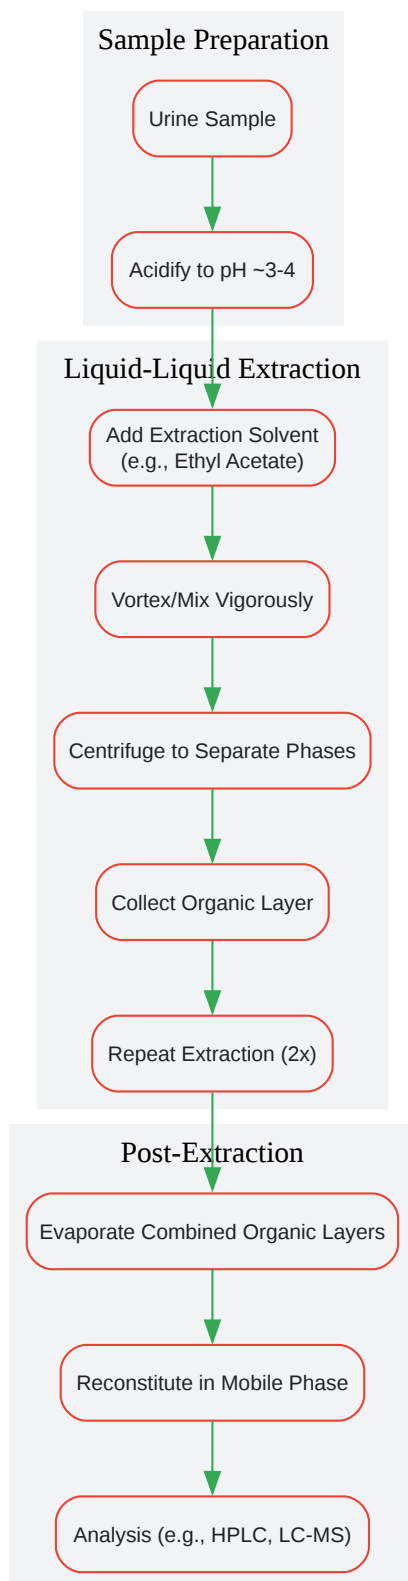 Sample Preparation
Urine Sample
Acidify to pH ~3-4
Liquid-Liquid Extraction
Add Extraction Solvent
(e.g., Ethyl Acetate)
Vortex/Mix Vigorously
Centrifuge to Separate Phases
Collect Organic Layer
Repeat Extraction (2x)
Post-Extraction
Evaporate Combined Organic Layers
Reconstitute in Mobile Phase
Analysis (e.g., HPLC, LC-MS)